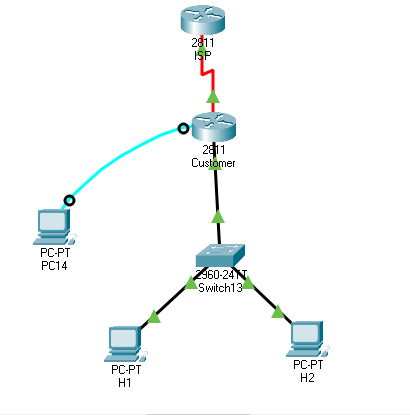 2811
ISP
2811
Customer
PC-PT
PC14
2960-24TT
Switch13
PC-PT
H1
PC-PT
H2